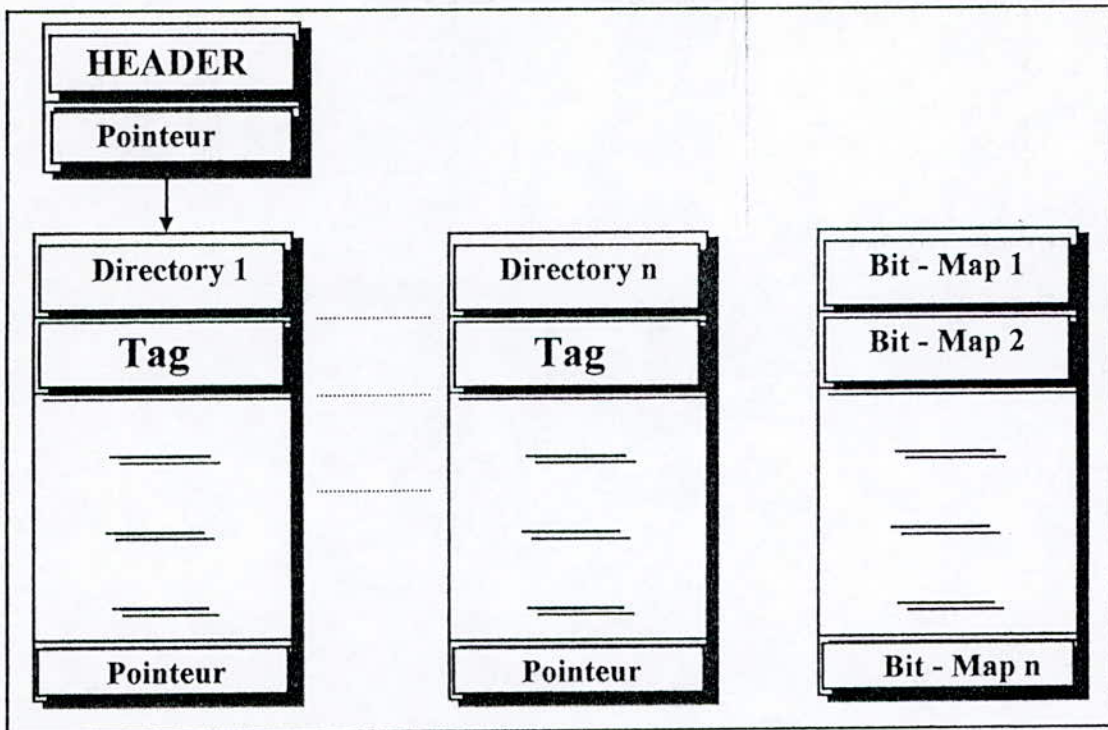 HEADER
Pointeur
Directory 1
Tag
Pointeur
Directory n
Tag
Pointeur
Bit - Map 1
Bit - Map 2
Bit - Map n